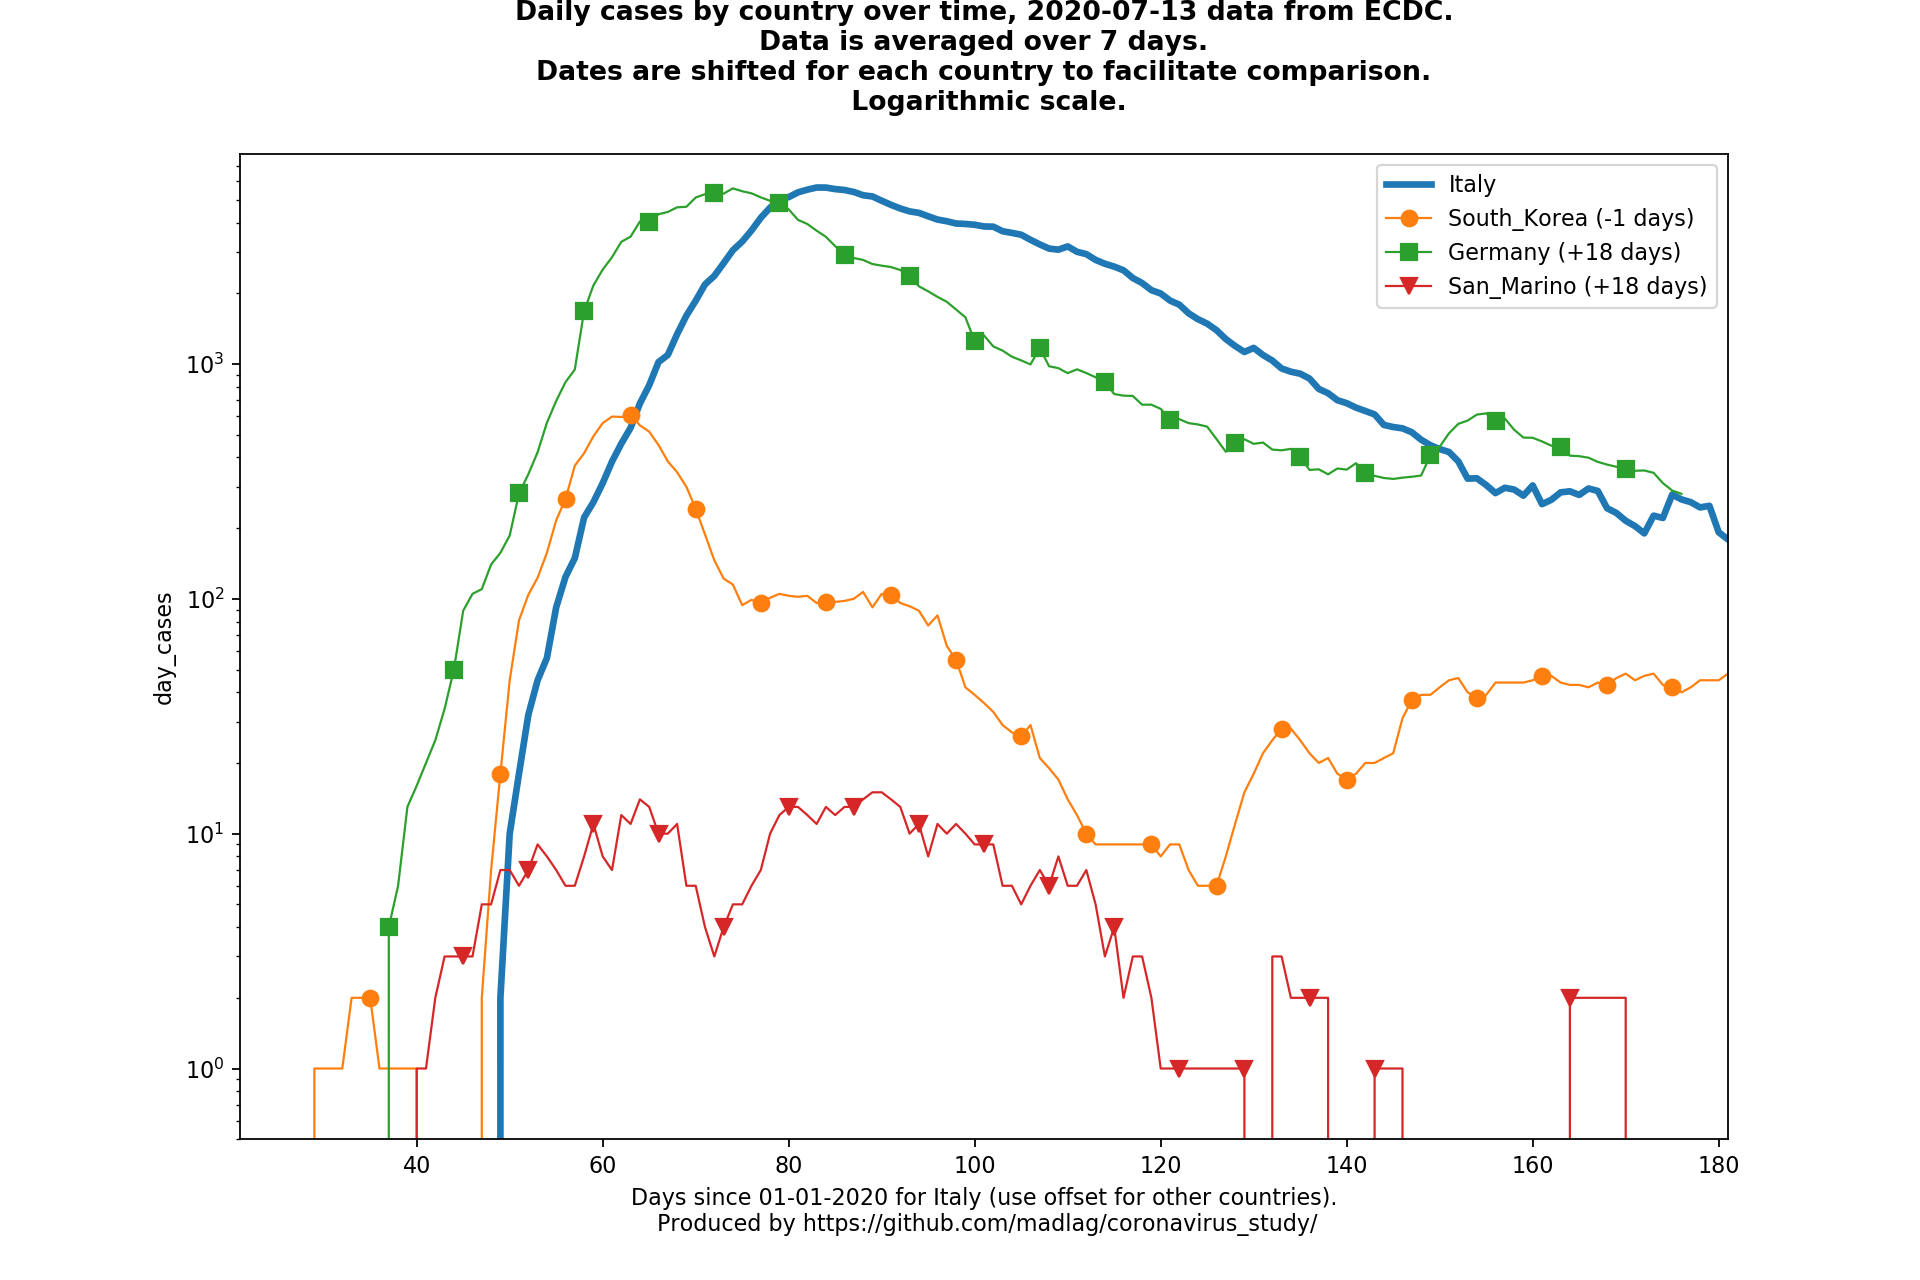 Daily cases by country over time, 2020-07-13 data from ECDC.
Data is averaged over 7 days.
Dates are shifted for each country to facilitate comparison.
Logarithmic scale.
Italy
South_Korea (-1 days)
Germany (+18 days)
San_Marino (+18 days)
day_cases
10³
10²
10¹
10⁰
40 60 80 100 120 140 160 180
Days since 01-01-2020 for Italy (use offset for other countries).
Produced by https://github.com/madlag/coronavirus_study/